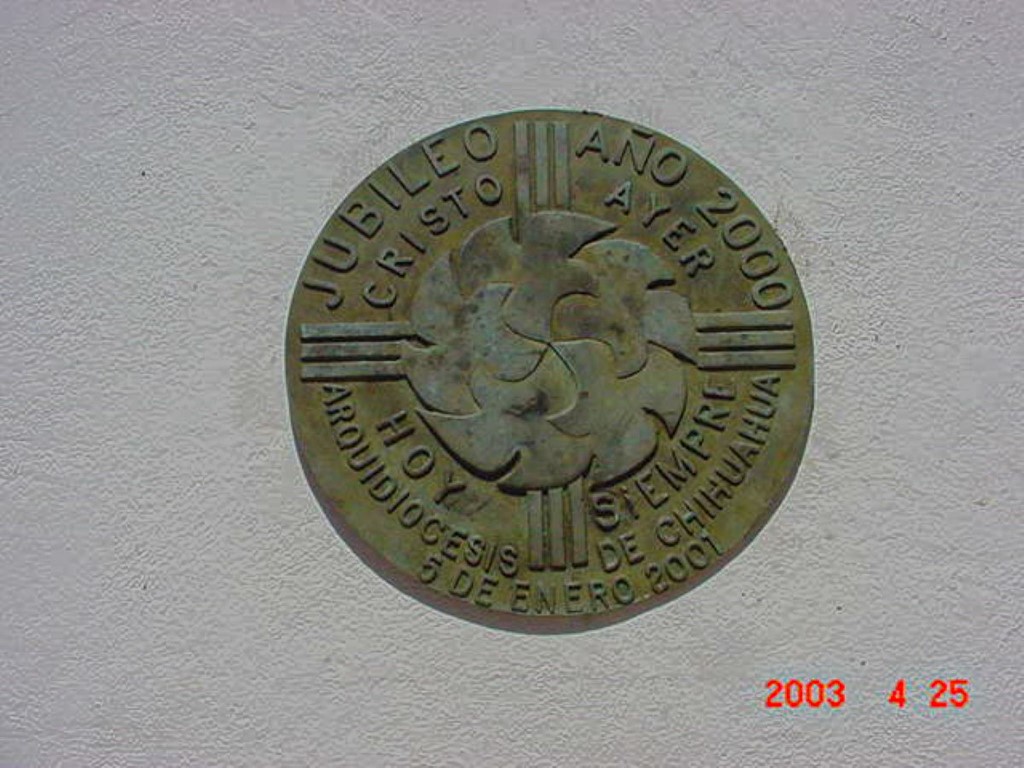 JUBILEO AÑO 2000
CRISTO AYER
HOY SIEMPRE
ARQUIDIOCESIS DE CHIHUAHUA
5 DE ENERO 2001
2003 4 25